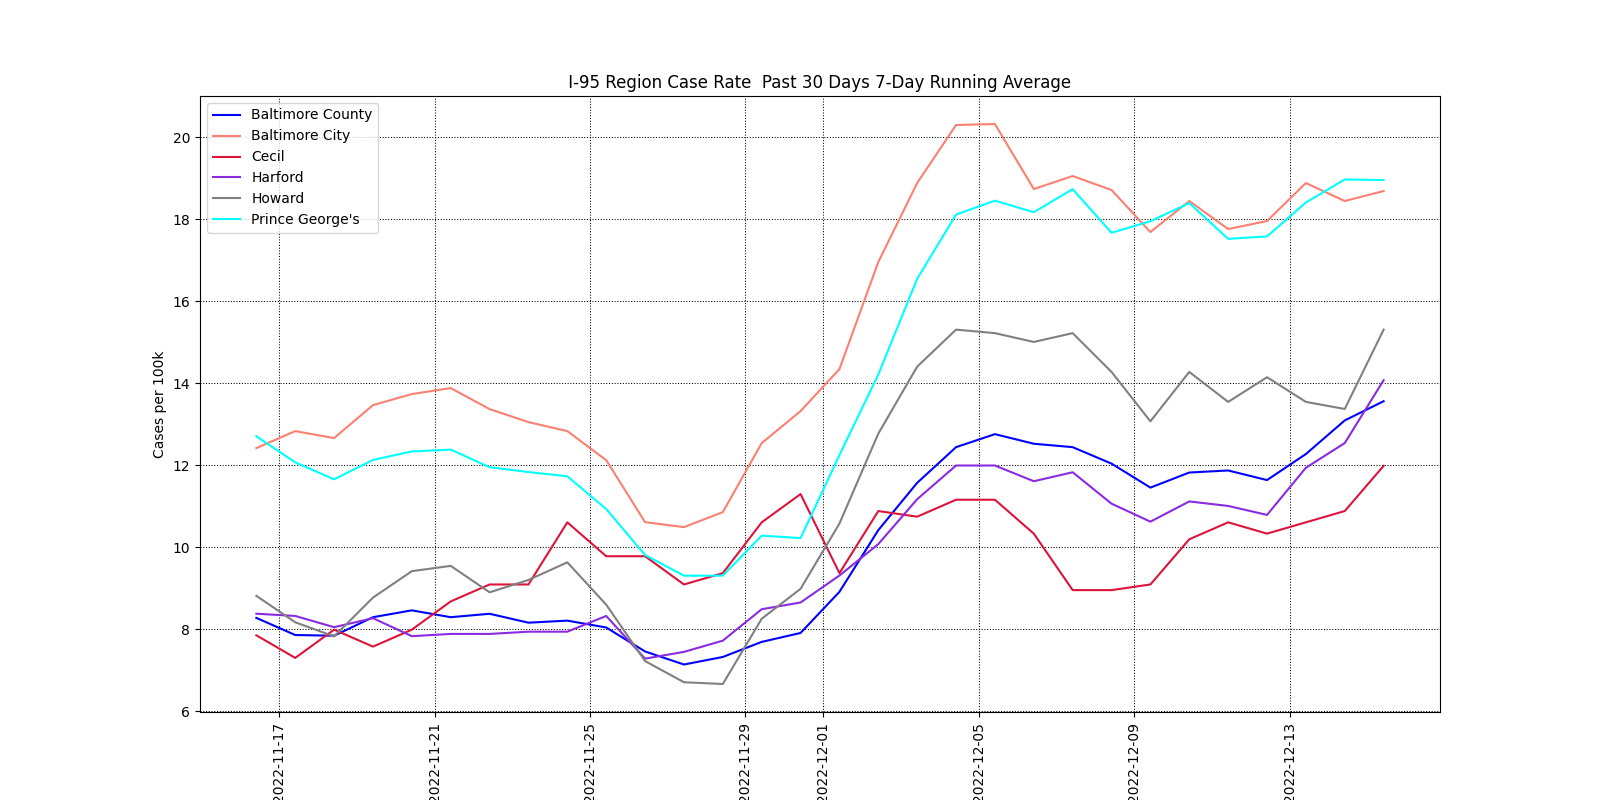 I-95 Region Case Rate  Past 30 Days 7-Day Running Average
Baltimore County
Baltimore City
Cecil
Harford
Howard
Prince George's
Cases per 100k
20
18
16
14
12
10
8
6
2022-11-17
2022-11-21
2022-11-25
2022-11-29
2022-12-01
2022-12-05
2022-12-09
2022-12-13